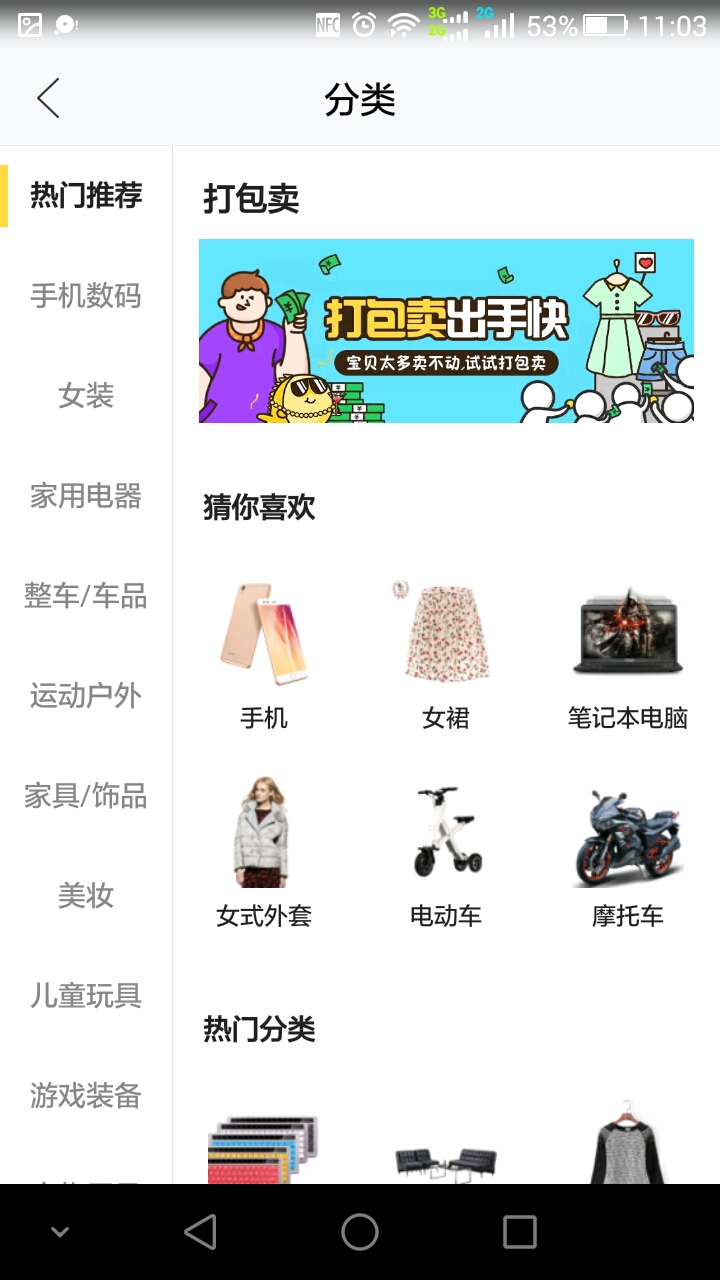 NFC 3G 2G 2G 53% 11:03
分类
热门推荐
手机数码
女装
家用电器
整车/车品
运动户外
家具/饰品
美妆
儿童玩具
游戏装备
打包卖
打包卖出手快
宝贝太多卖不动,试试打包卖
猜你喜欢
手机
女裙
笔记本电脑
女式外套
电动车
摩托车
热门分类